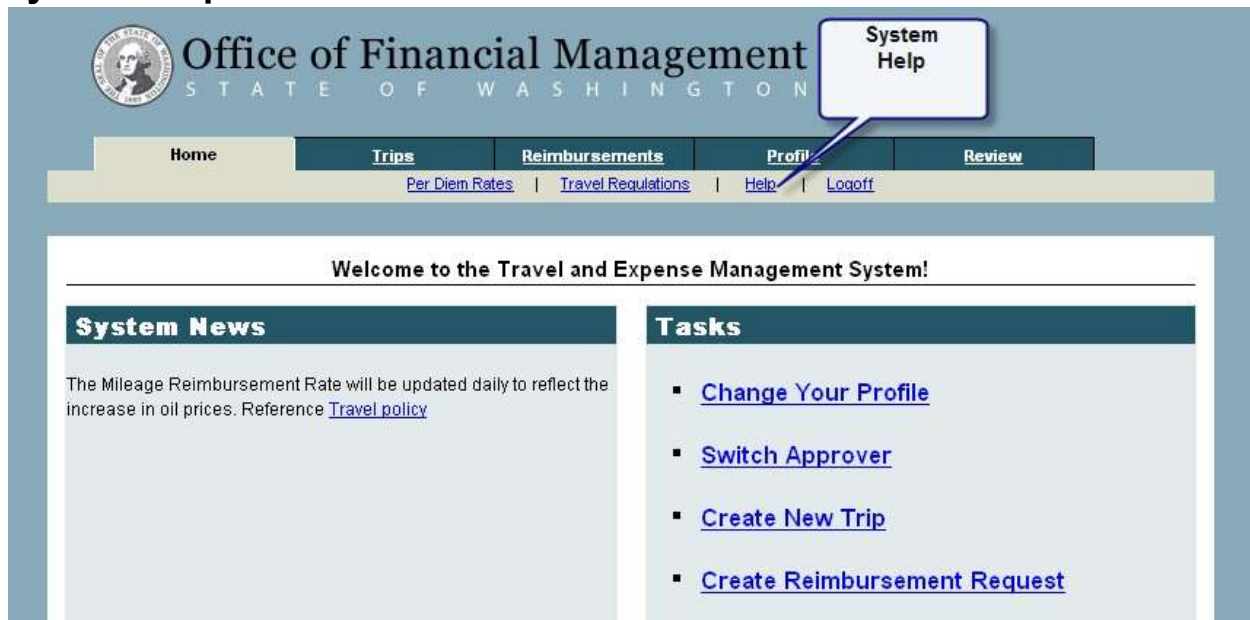 Office of Financial Management
STATE OF WASHINGTON
System
Help
Home Trips Reimbursements Profile Review
Per Diem Rates | Travel Regulations | Help | Logoff
Welcome to the Travel and Expense Management System!
System News
The Mileage Reimbursement Rate will be updated daily to reflect the
increase in oil prices. Reference Travel policy
Tasks
Change Your Profile
Switch Approver
Create New Trip
Create Reimbursement Request